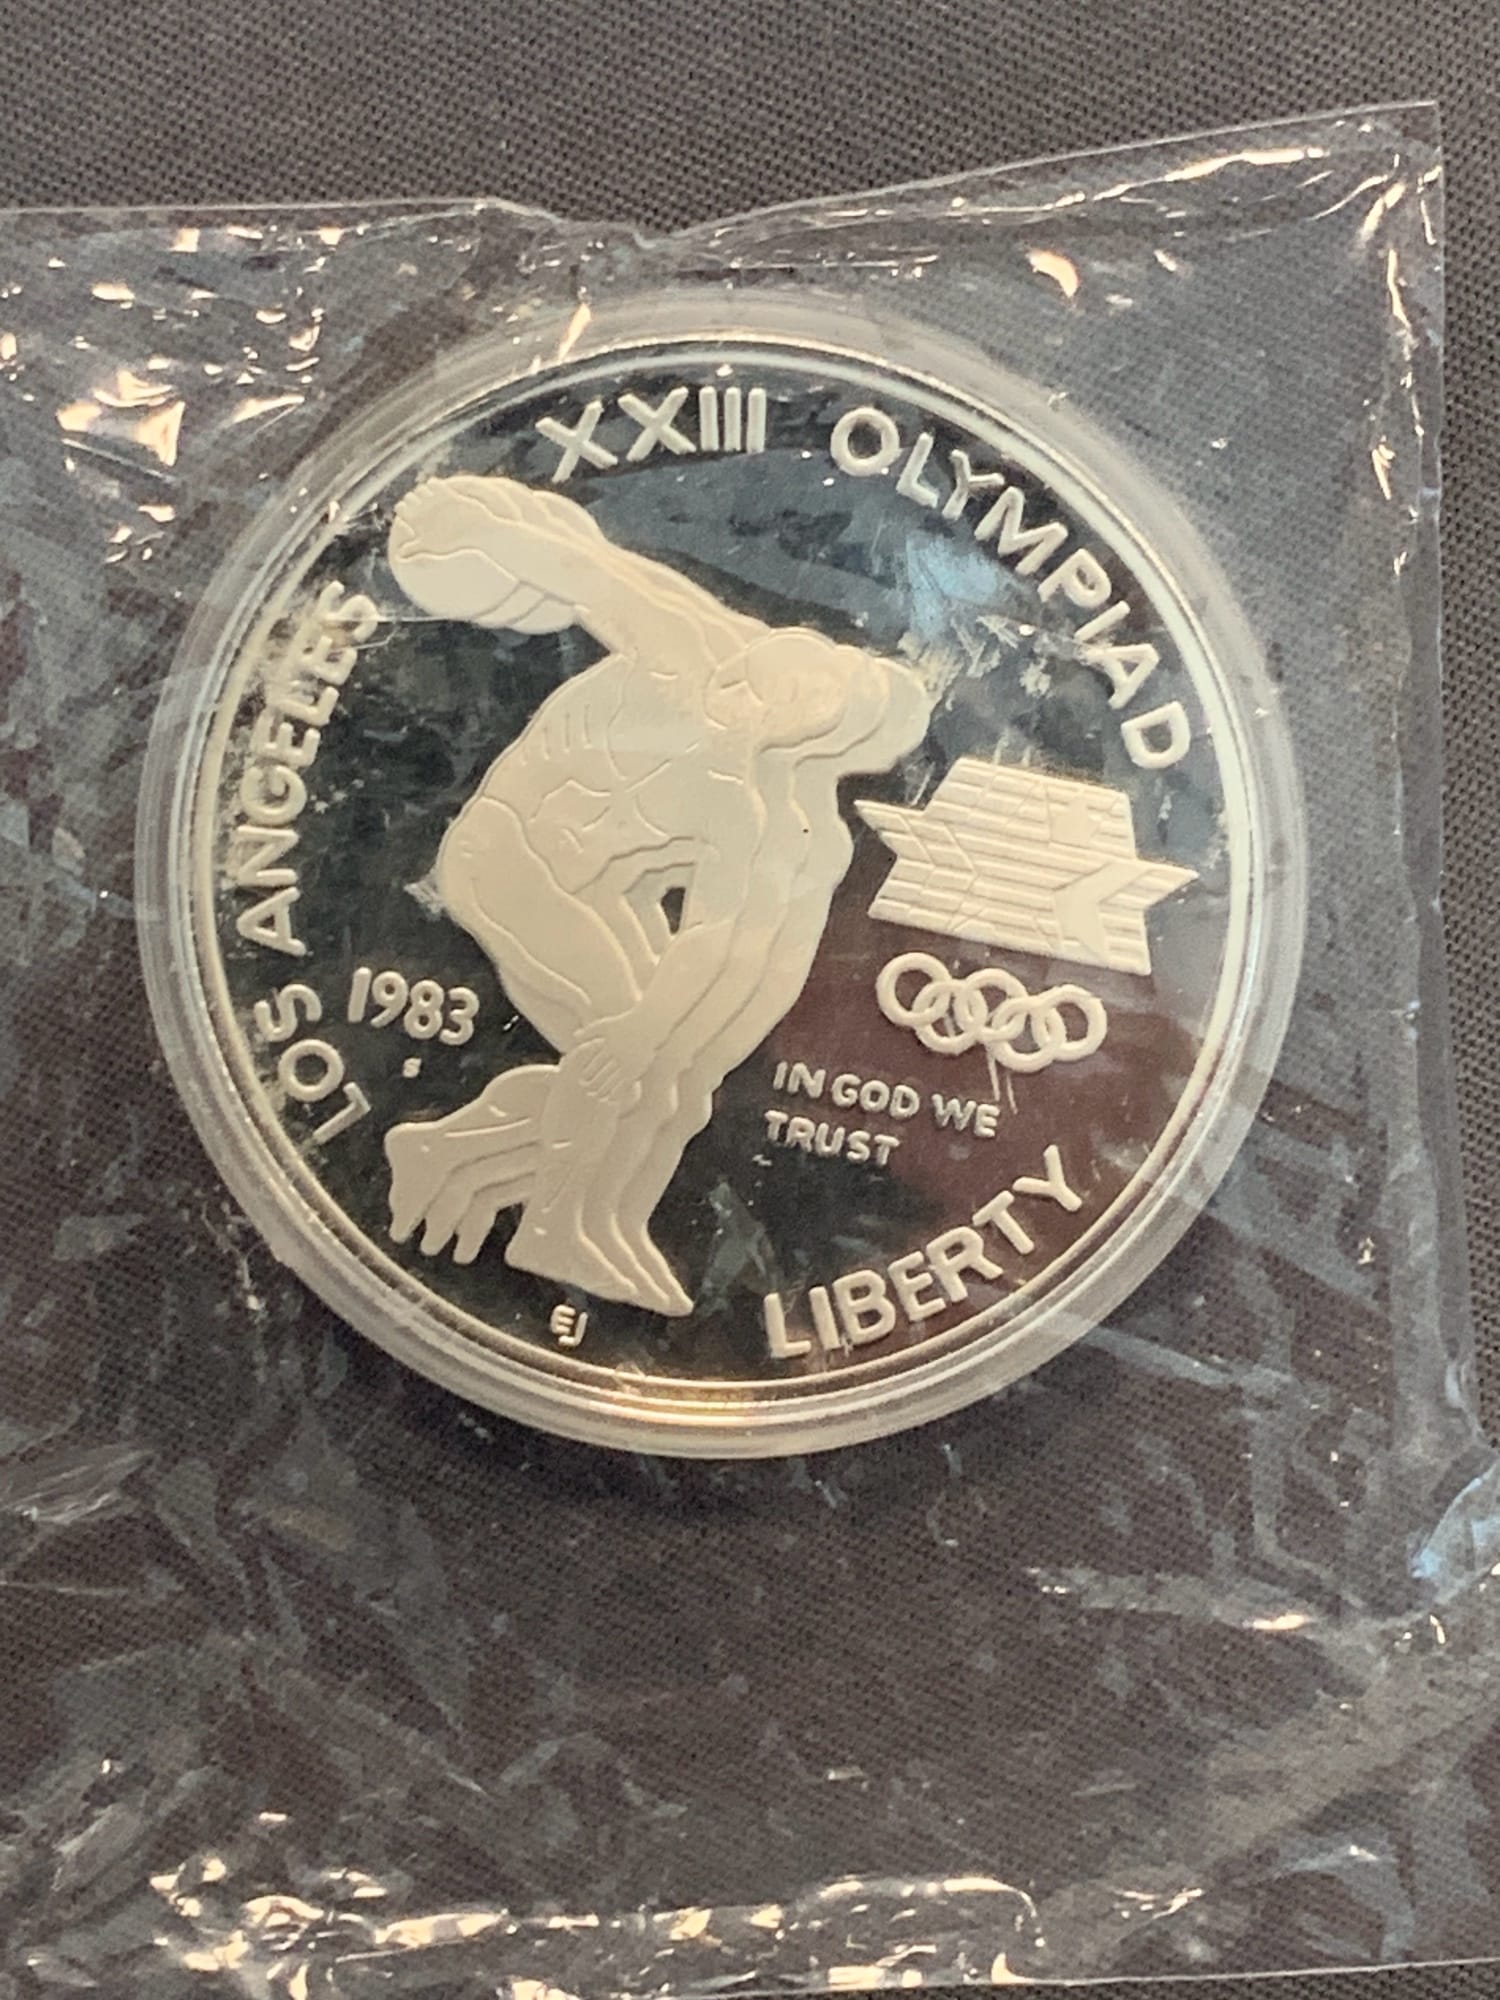 LOS ANGELES
XXIII OLYMPIAD
1983
S
IN GOD WE
TRUST
LIBERTY
EJ